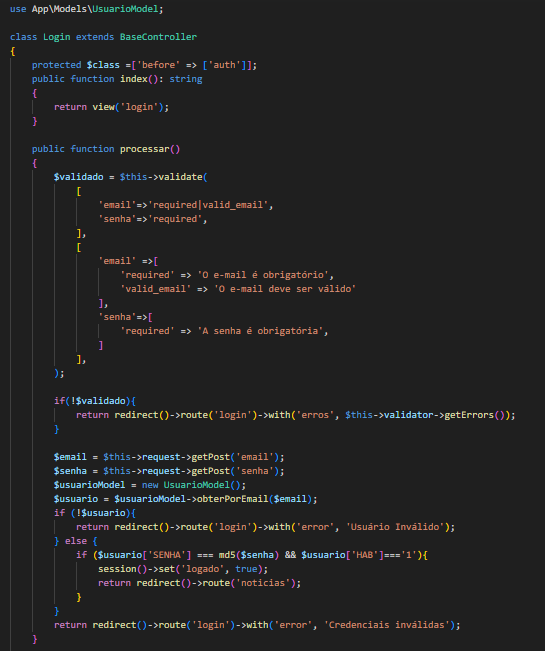 use App\Models\UsuarioModel;
class Login extends BaseController
{
protected $class =['before' => ['auth']];
public function index(): string
{
return view('login');
}
public function processar()
{
$validado = $this->validate(
[
'email'=>'required|valid_email',
'senha'=>'required',
],
[
'email' =>[
'required' => 'O e-mail é obrigatório',
'valid_email' => 'O e-mail deve ser válido'
],
'senha'=>[
'required' => 'A senha é obrigatória',
]
],
);
if(!$validado){
return redirect()->route('login')->with('erros', $this->validator->getErrors());
}
$email = $this->request->getPost('email');
$senha = $this->request->getPost('senha');
$usuarioModel = new UsuarioModel();
$usuario = $usuarioModel->obterPorEmail($email);
if (!$usuario){
return redirect()->route('login')->with('error', 'Usuário Inválido');
} else {
if ($usuario['SENHA'] === md5($senha) && $usuario['HAB']==='1'){
session()->set('logado', true);
return redirect()->route('noticias');
}
}
return redirect()->route('login')->with('error', 'Credenciais inválidas');
}